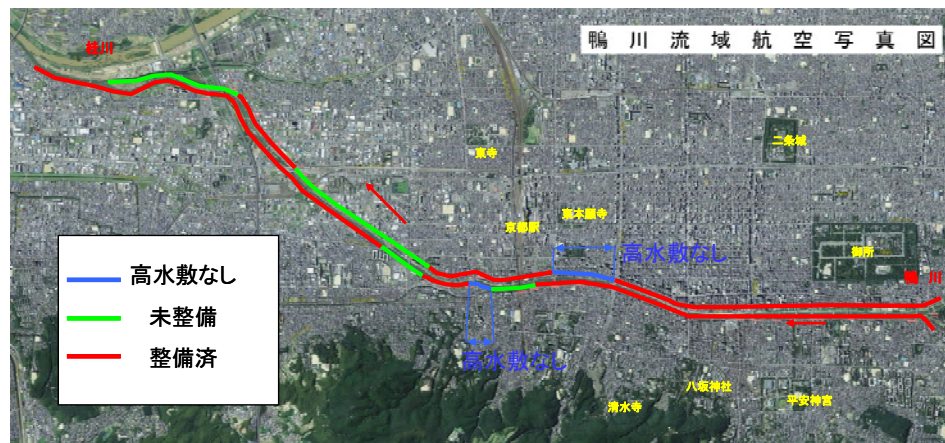 鴨川流域航空写真図
桂川
二条城
東寺
京都駅
東本願寺
高水敷なし
御所
鴨川
高水敷なし
未整備
整備済
高水敷なし
八坂神社
清水寺
平安神宮